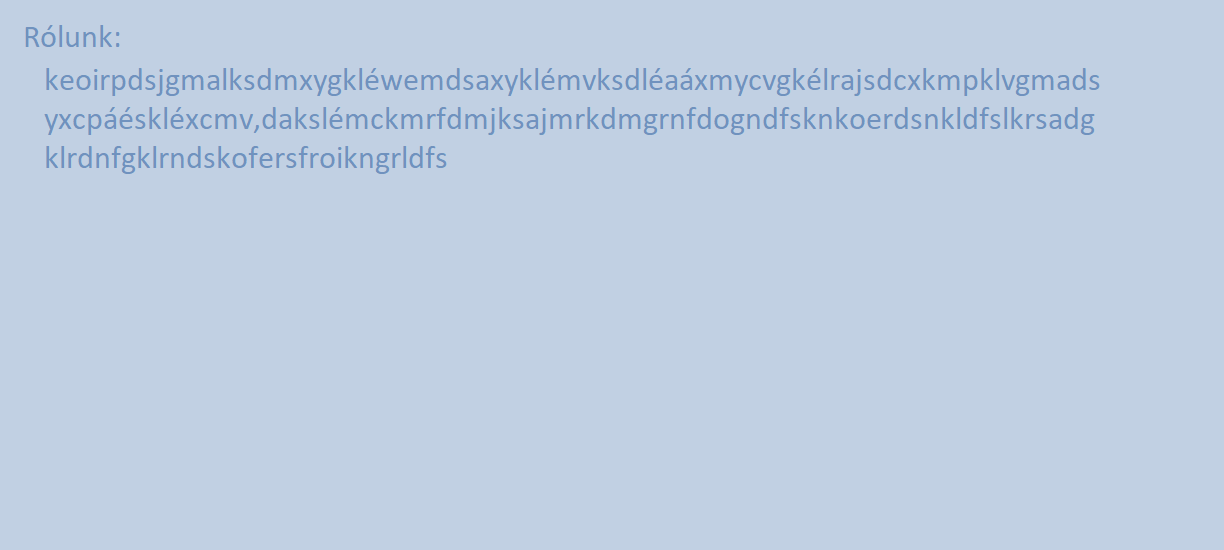 Rólunk:
keoirpdsjgmalksdmxygkléwemdsaxyklémvksdléaáxmycvgkélrajsdcxkmpklvgmads
yxcpáéskléxcmv,dakslémckmrfdmjksajmrkdmgrnfdogndfsknkoerdsnkldfslkrsadg
klrdnfgklrndskofersfroikngrldfs